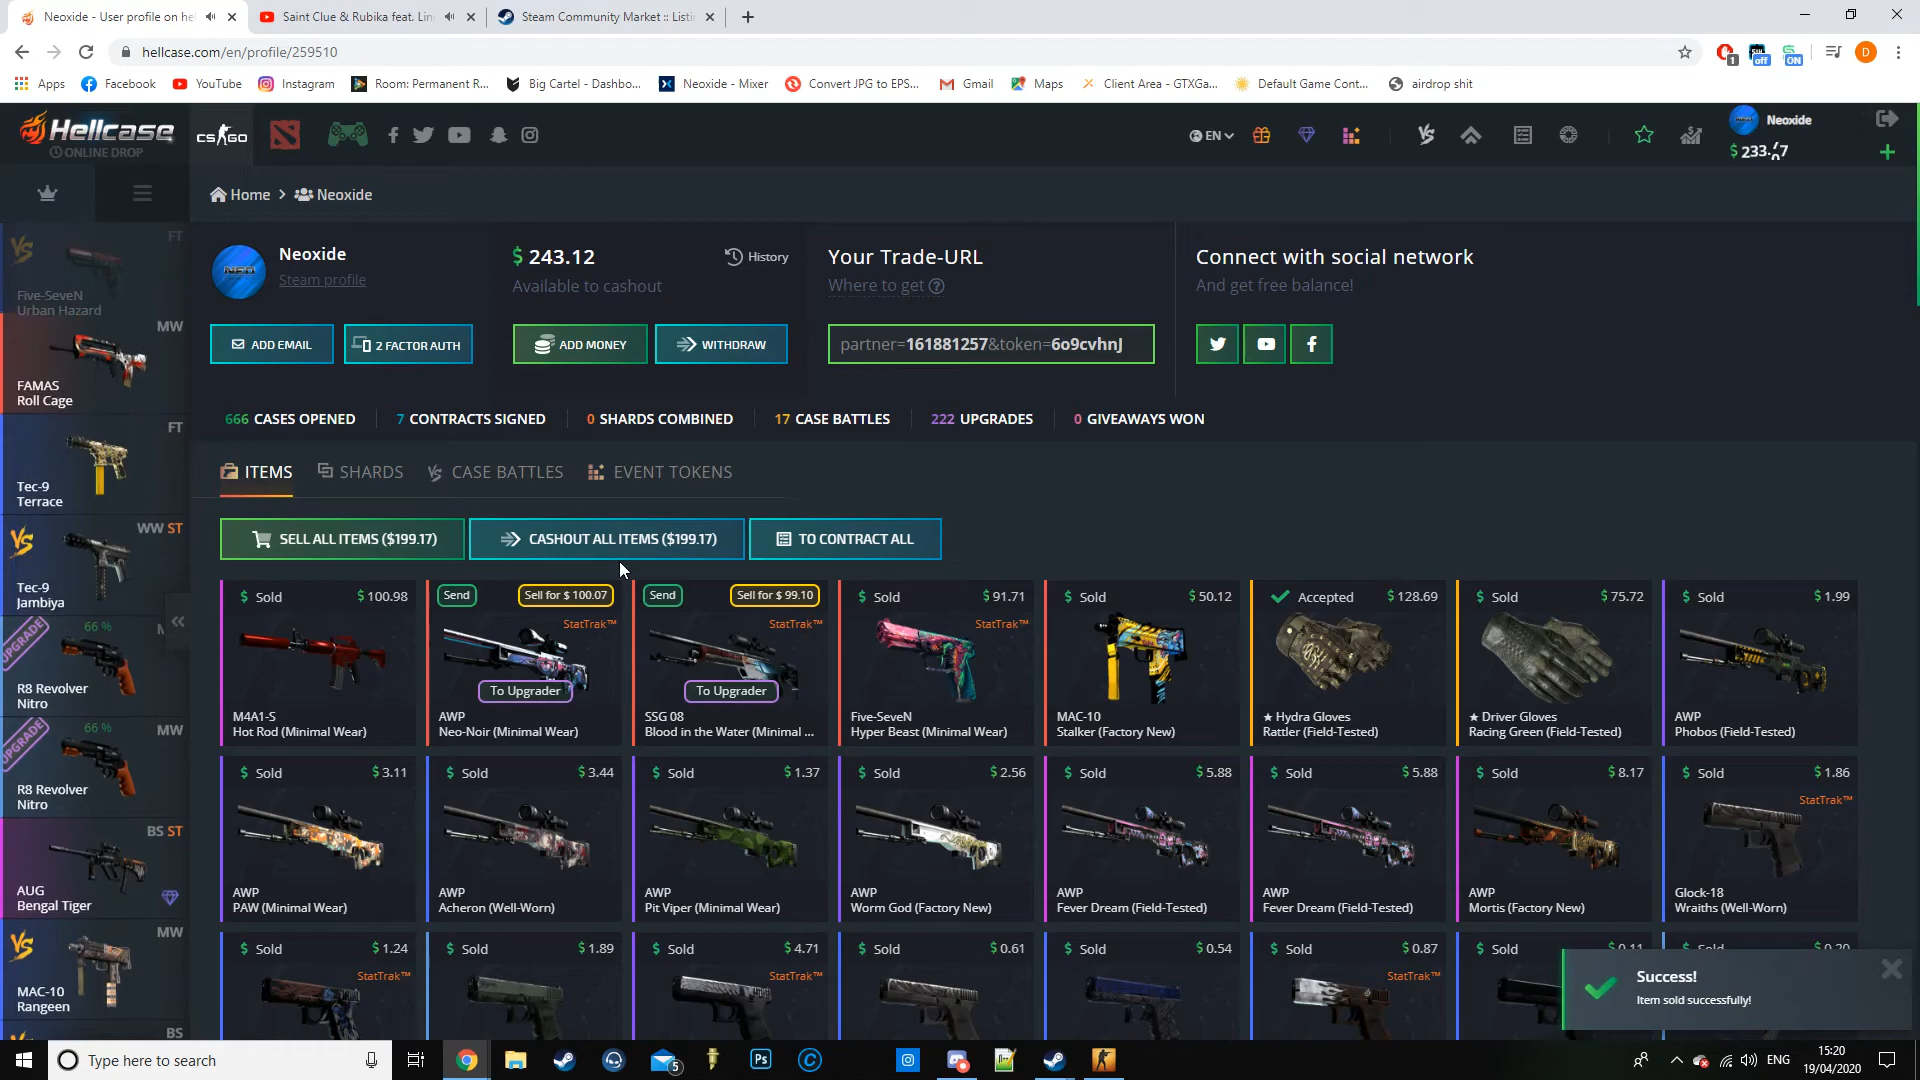 Neoxide - User profile on hel
Saint Clue & Rubika feat. Lin
Steam Community Market :: Listi
hellcase.com/en/profile/259510
1
off
ON
D
Apps
Facebook
YouTube
Instagram
Room: Permanent R...
Big Cartel - Dashbo...
Neoxide - Mixer
Convert JPG to EPS...
Gmail
Maps
Client Area - GTXGa...
Default Game Cont...
airdrop shit
Hellcase
ONLINE DROP
CS:GO
EN
Neoxide
Home > Neoxide
FT
Five-SeveN
Urban Hazard
MW
FAMAS
Roll Cage
FT
Tec-9
Terrace
WW ST
Tec-9
Jambiya
UPGRADE
66 %
R8 Revolver
Nitro
UPGRADE
66 %
MW
R8 Revolver
Nitro
BS ST
AUG
Bengal Tiger
MW
MAC-10
Rangeen
BS
Neoxide
Steam profile
ADD EMAIL
2 FACTOR AUTH
$ 243.12
History
Available to cashout
ADD MONEY
WITHDRAW
Your Trade-URL
Where to get
partner=161881257&token=6o9cvhnJ
Connect with social network
And get free balance!
666 CASES OPENED
7 CONTRACTS SIGNED
0 SHARDS COMBINED
17 CASE BATTLES
222 UPGRADES
0 GIVEAWAYS WON
ITEMS
SHARDS
CASE BATTLES
EVENT TOKENS
SELL ALL ITEMS ($199.17)
CASHOUT ALL ITEMS ($199.17)
TO CONTRACT ALL
$ Sold $ 100.98
M4A1-S
Hot Rod (Minimal Wear)
Send Sell for $ 100.07
StatTrak™
To Upgrader
AWP
Neo-Noir (Minimal Wear)
Send Sell for $ 99.10
StatTrak™
To Upgrader
SSG 08
Blood in the Water (Minimal ...
$ Sold $ 91.71
StatTrak™
Five-SeveN
Hyper Beast (Minimal Wear)
$ Sold $ 50.12
MAC-10
Stalker (Factory New)
Accepted $ 128.69
★ Hydra Gloves
Rattler (Field-Tested)
$ Sold $ 75.72
★ Driver Gloves
Racing Green (Field-Tested)
$ Sold $ 1.99
AWP
Phobos (Field-Tested)
$ Sold $ 3.11
AWP
PAW (Minimal Wear)
$ Sold $ 3.44
AWP
Acheron (Well-Worn)
$ Sold $ 1.37
AWP
Pit Viper (Minimal Wear)
$ Sold $ 2.56
AWP
Worm God (Factory New)
$ Sold $ 5.88
AWP
Fever Dream (Field-Tested)
$ Sold $ 5.88
AWP
Fever Dream (Field-Tested)
$ Sold $ 8.17
AWP
Mortis (Factory New)
$ Sold $ 1.86
StatTrak™
Glock-18
Wraiths (Well-Worn)
$ Sold $ 1.24
StatTrak™
$ Sold $ 1.89
$ Sold $ 4.71
StatTrak™
$ Sold $ 0.61
$ Sold $ 0.54
$ Sold $ 0.87
StatTrak™
$ Sold
Success!
Item sold successfully!
Type here to search
5
Ps
ENG
15:20
19/04/2020